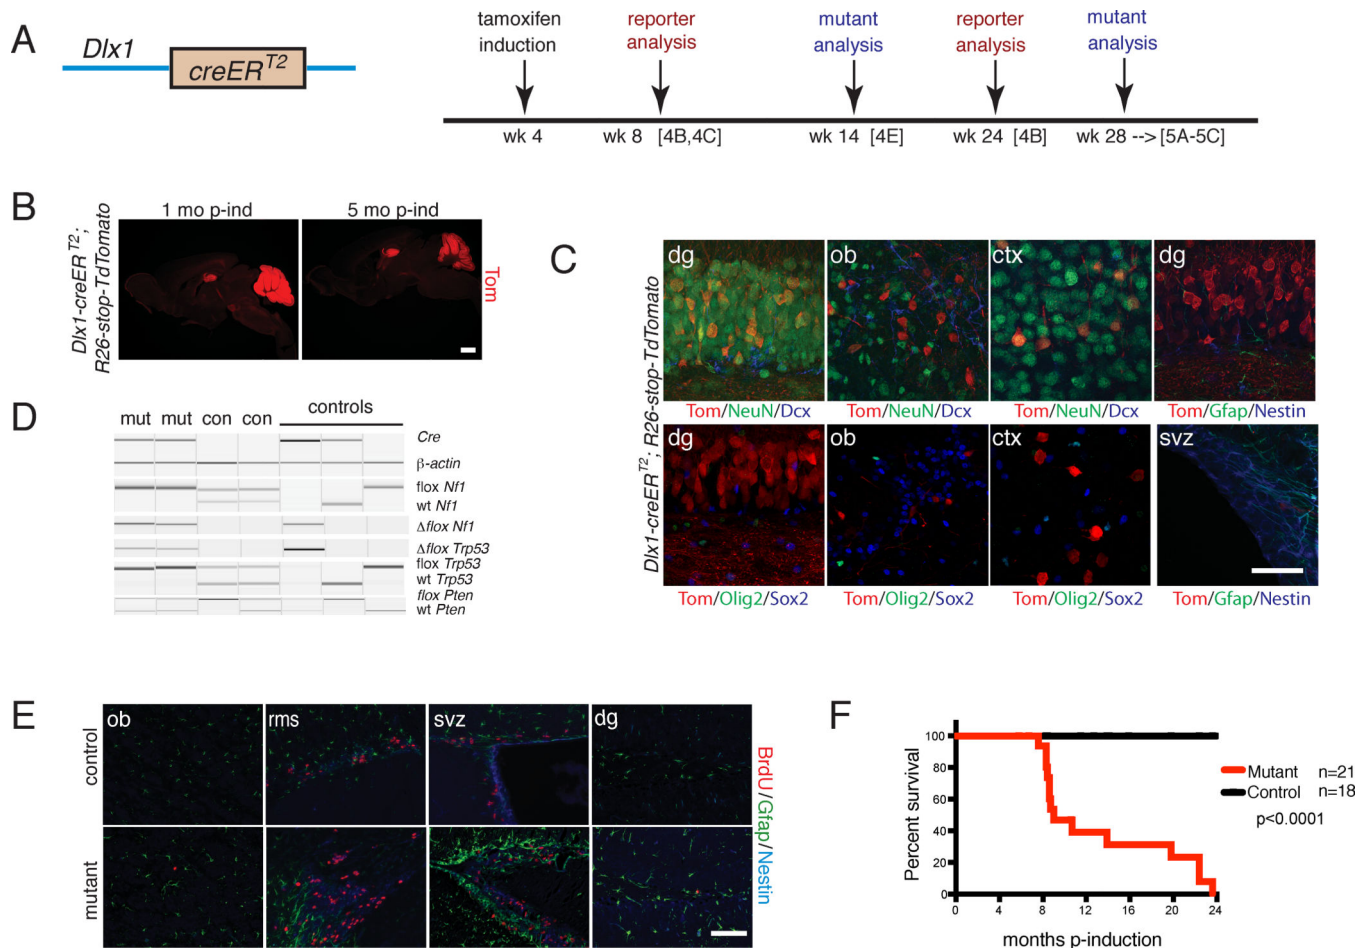 A
Dlx1
creER^T2
tamoxifen
induction
reporter
analysis
mutant
analysis
reporter
analysis
mutant
analysis
wk 4
wk 8 [4B,4C]
wk 14 [4E]
wk 24 [4B]
wk 28 --> [5A-5C]
B
1 mo p-ind
5 mo p-ind
Dlx1-creER^T2;
R26-stop-TdTomato
Tom
C
Dlx1-creER^T2; R26-stop-TdTomato
dg
ob
ctx
dg
Tom/NeuN/Dcx
Tom/NeuN/Dcx
Tom/NeuN/Dcx
Tom/Gfap/Nestin
dg
ob
ctx
svz
Tom/Olig2/Sox2
Tom/Olig2/Sox2
Tom/Olig2/Sox2
Tom/Gfap/Nestin
D
mut mut con con controls
Cre
β-actin
flox Nf1
wt Nf1
Δflox Nf1
Δflox Trp53
flox Trp53
wt Trp53
flox Pten
wt Pten
E
control
mutant
ob
rms
svz
dg
BrdU/Gfap/Nestin
F
Percent survival
100
80
60
40
20
0
0 4 8 12 16 20 24
months p-induction
Mutant n=21
Control n=18
p<0.0001